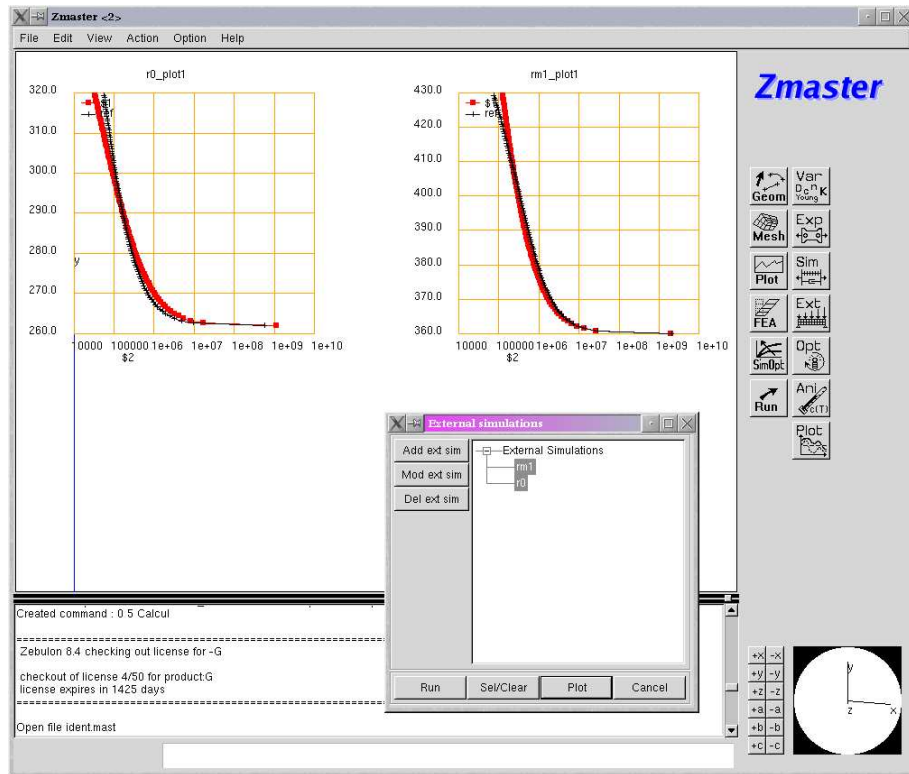 Zmaster <2>
File Edit View Action Option Help
r0_plot1
320.0
310.0
300.0
290.0
280.0
270.0
260.0
y
10000 100000 1e+06 1e+07 1e+08 1e+09 1e+10
$2
rm1_plot1
430.0
420.0
410.0
400.0
390.0
380.0
370.0
360.0
$
ref
10000 100000 1e+06 1e+07 1e+08 1e+09 1e+10
$2
Zmaster
Geom
Var
D c n K
Young
Mesh
Exp
Plot
Sim
FEA
Ext
SimOpt
Opt
Run
Ani
c(T)
Plot
External simulations
Add ext sim
Mod ext sim
Del ext sim
External Simulations
rm1
r0
Run Sel/Clear Plot Cancel
Created command : 0 5 Calcul
Zebulon 8.4 checking out license for -G
checkout of license 4/50 for product:G
license expires in 1425 days
Open file ident.mast
+x -x
+y -y
+z -z
+a -a
+b -b
+c -c
y
z
x